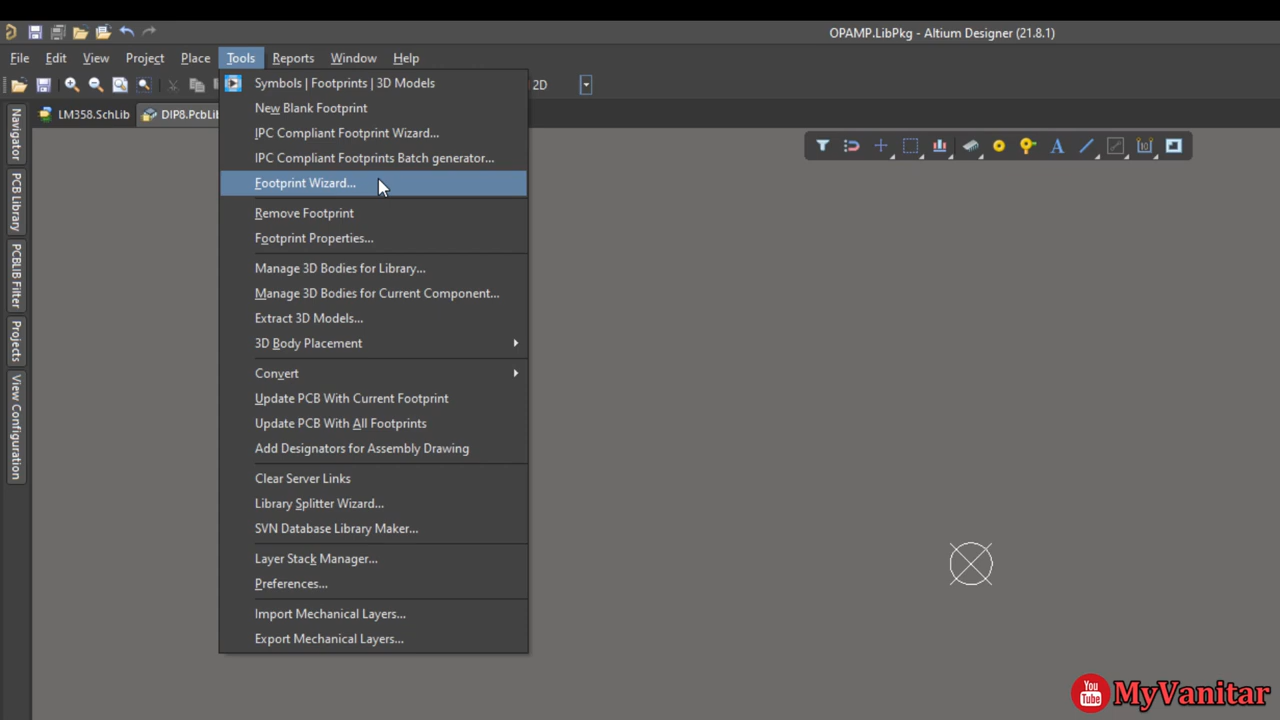 OPAMP.LibPkg - Altium Designer (21.8.1)
File Edit View Project Place Tools Reports Window Help
2D
LM358.SchLib DIP8.PcbLib
Symbols | Footprints | 3D Models
New Blank Footprint
IPC Compliant Footprint Wizard...
IPC Compliant Footprints Batch generator...
Footprint Wizard...
Remove Footprint
Footprint Properties...
Manage 3D Bodies for Library...
Manage 3D Bodies for Current Component...
Extract 3D Models...
3D Body Placement
Convert
Update PCB With Current Footprint
Update PCB With All Footprints
Add Designators for Assembly Drawing
Clear Server Links
Library Splitter Wizard...
SVN Database Library Maker...
Layer Stack Manager...
Preferences...
Import Mechanical Layers...
Export Mechanical Layers...
Navigator
PCB Library
PCBLIB Filter
Projects
View Configuration
You
Tube
MyVanitar